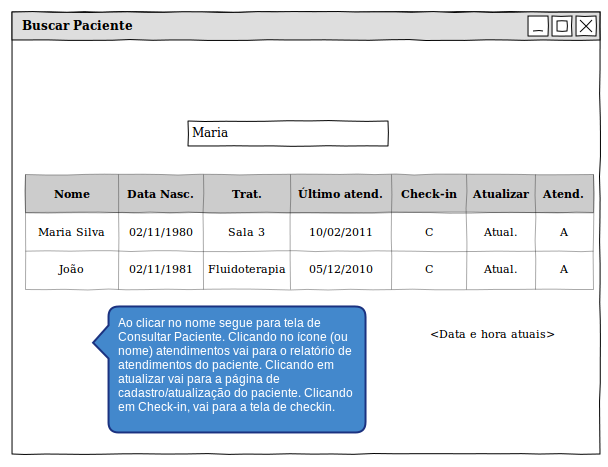 Buscar Paciente
Maria
Nome Data Nasc. Trat. Último atend. Check-in Atualizar Atend.
Maria Silva 02/11/1980 Sala 3 10/02/2011 C Atual. A
João 02/11/1981 Fluidoterapia 05/12/2010 C Atual. A
<Data e hora atuais>
Ao clicar no nome segue para tela de
Consultar Paciente. Clicando no ícone (ou
nome) atendimentos vai para o relatório de
atendimentos do paciente. Clicando em
atualizar vai para a página de
cadastro/atualização do paciente. Clicando
em Check-in, vai para a tela de checkin.